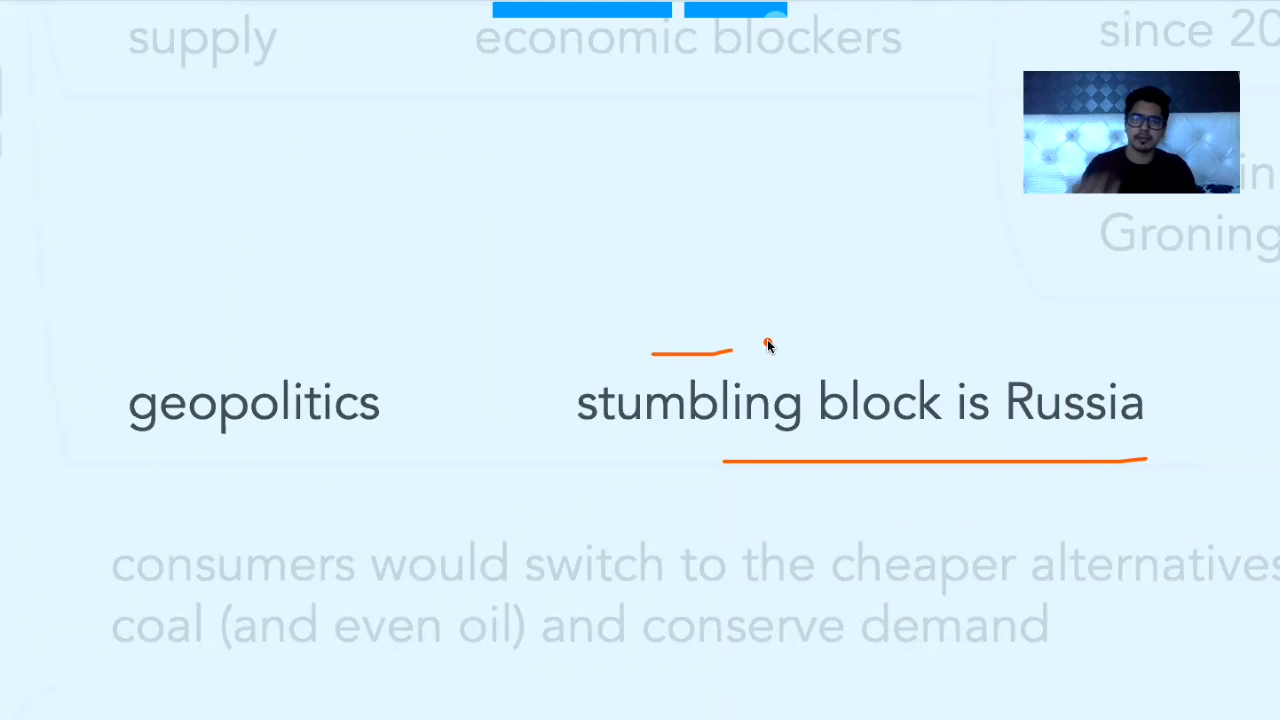 supply economic blockers since 20
in
Groning
geopolitics stumbling block is Russia
consumers would switch to the cheaper alternatives
coal (and even oil) and conserve demand